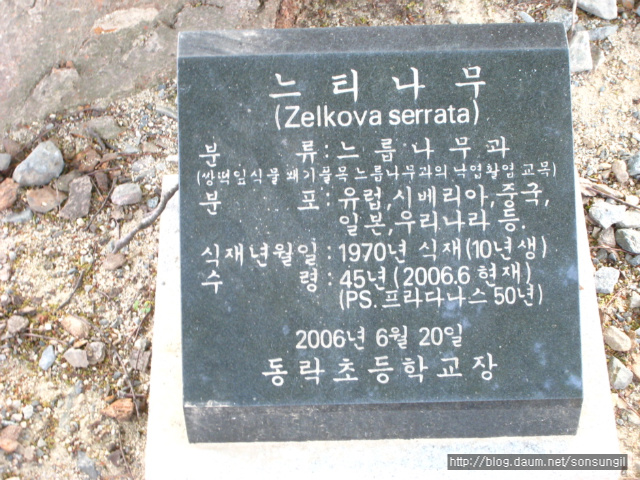 느티나무
(Zelkova serrata)
분 류 : 느릅나무과
(쌍떡잎식물 쐐기풀목 느릅나무과의 낙엽활엽 교목)
분 포 : 유럽,시베리아,중국,
일본,우리나라 등.
식재년월일 : 1970년 식재(10년생)
수 령 : 45년(2006.6 현재)
(PS. 프라다나스 50년)
2006년 6월 20일
동락초등학교장
http://blog.daum.net/sonsungil